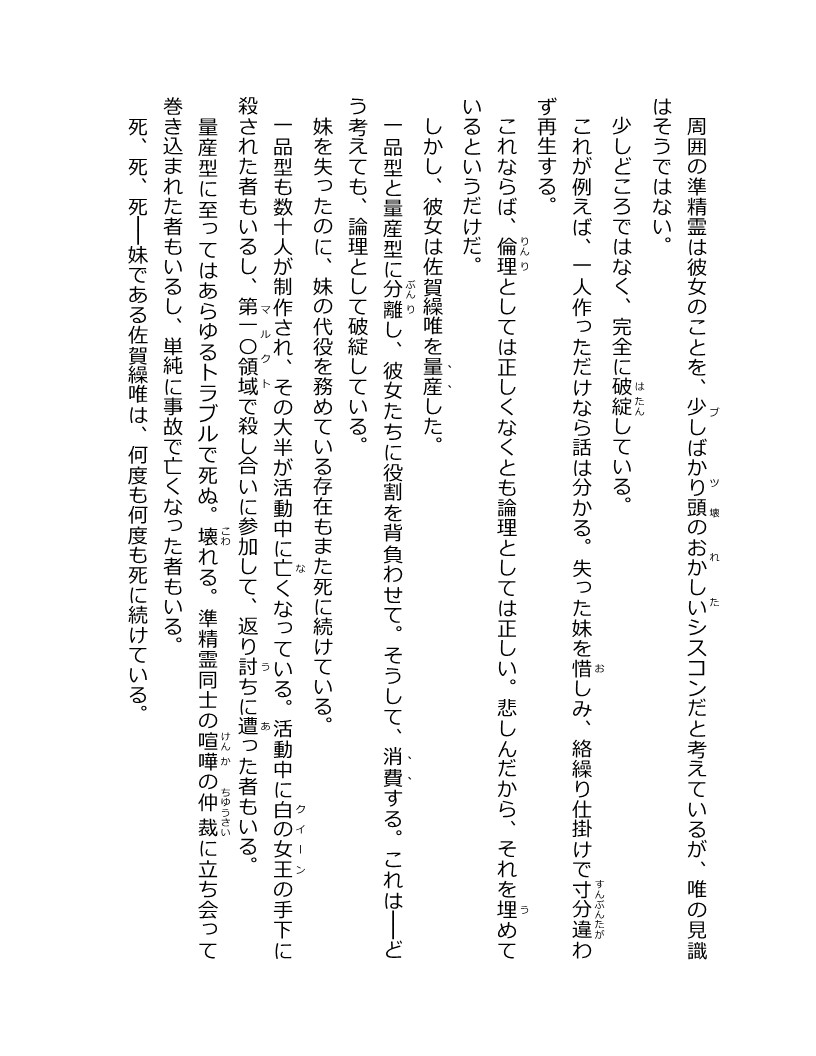 周囲の準精霊は彼女のことを、少しばかり頭のおかしいシスコンだと考えているが、唯の見識
はそうではない。
少しどころではなく、完全に破綻している。
これが例えば、一人作っただけなら話は分かる。失った妹を惜しみ、絡繰り仕掛けで寸分違わ
ず再生する。
これならば、倫理としては正しくなくとも論理としては正しい。悲しんだから、それを埋めて
いるというだけだ。
しかし、彼女は佐賀繰唯を量産した。
一品型と量産型に分離し、彼女たちに役割を背負わせて。そうして、消費する。これは――ど
う考えても、論理として破綻している。
妹を失ったのに、妹の代役を務めている存在もまた死に続けている。
一品型も数十人が制作され、その大半が活動中に亡くなっている。活動中に白の女王の手下に
殺された者もいるし、第一〇領域で殺し合いに参加して、返り討ちに遭った者もいる。
量産型に至ってはあらゆるトラブルで死ぬ。壊れる。準精霊同士の喧嘩の仲裁に立ち会って
巻き込まれた者もいるし、単純に事故で亡くなった者もいる。
死、死、死――妹である佐賀繰唯は、何度も何度も死に続けている。